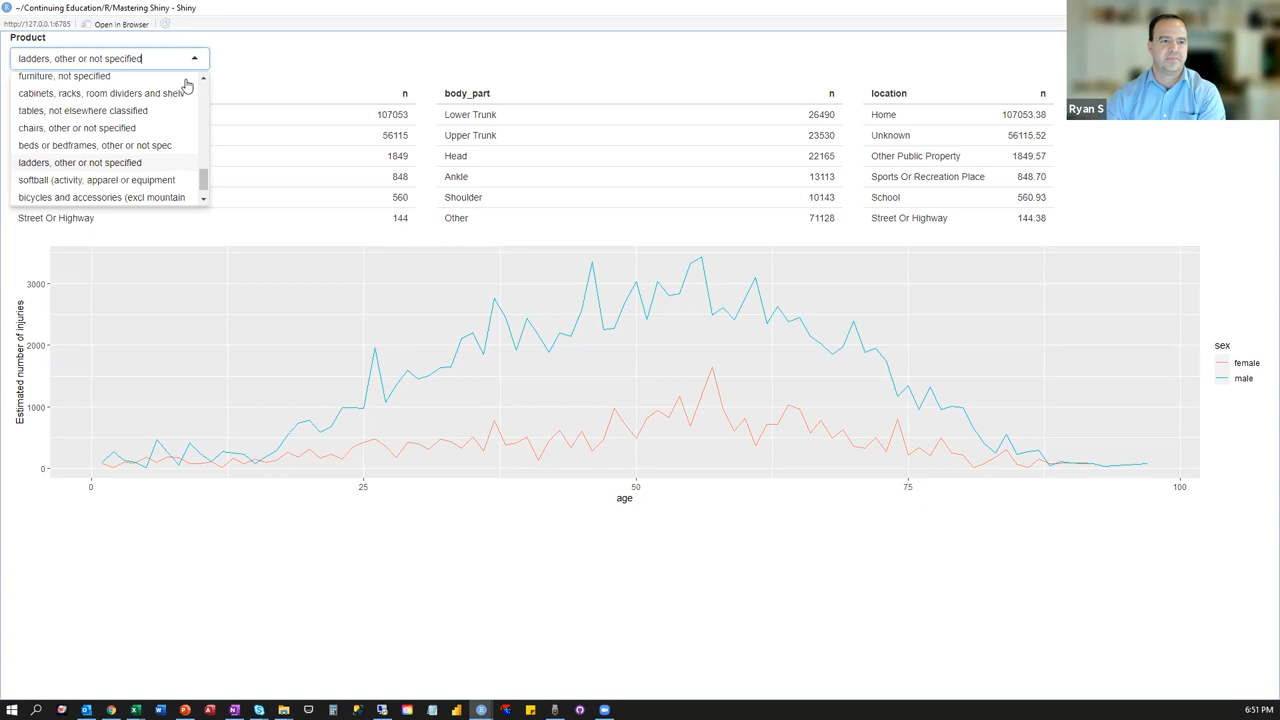 ~/Continuing Education/R/Mastering Shiny - Shiny
http://127.0.0.1:6785 Open in Browser
Product
ladders, other or not specified
furniture, not specified
cabinets, racks, room dividers and shelv
tables, not elsewhere classified
chairs, other or not specified
beds or bedframes, other or not spec
ladders, other or not specified
softball (activity, apparel or equipment
bicycles and accessories (excl mountain
n
107053
56115
1849
848
560
Street Or Highway 144
body_part n
Lower Trunk 26490
Upper Trunk 23530
Head 22165
Ankle 13113
Shoulder 10143
Other 71128
location n
Home 107053.38
Unknown 56115.52
Other Public Property 1849.57
Sports Or Recreation Place 848.70
School 560.93
Street Or Highway 144.38
Ryan S
Estimated number of injuries
3000
2000
1000
0
0 25 50 75 100
age
sex
female
male
6:51 PM